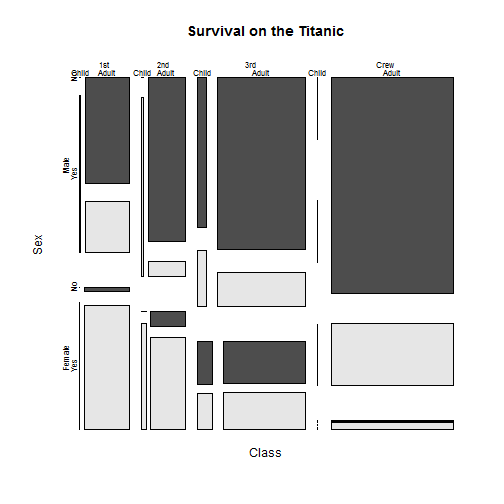 Survival on the Titanic
1st 2nd 3rd Crew
Child Adult Child Adult Child Adult Child Adult
No
Male
Yes
Sex
No
Female
Yes
Class